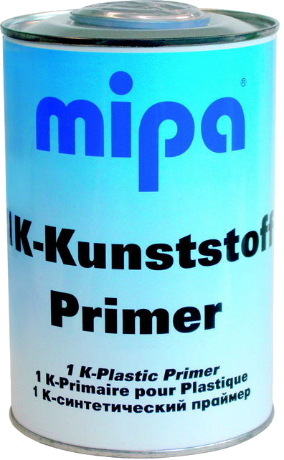 mipa®
1K-Kunststoff
Primer
1 K-Plastic Primer
1 K-Primaire pour Plastique
1 K-синтетический праймер